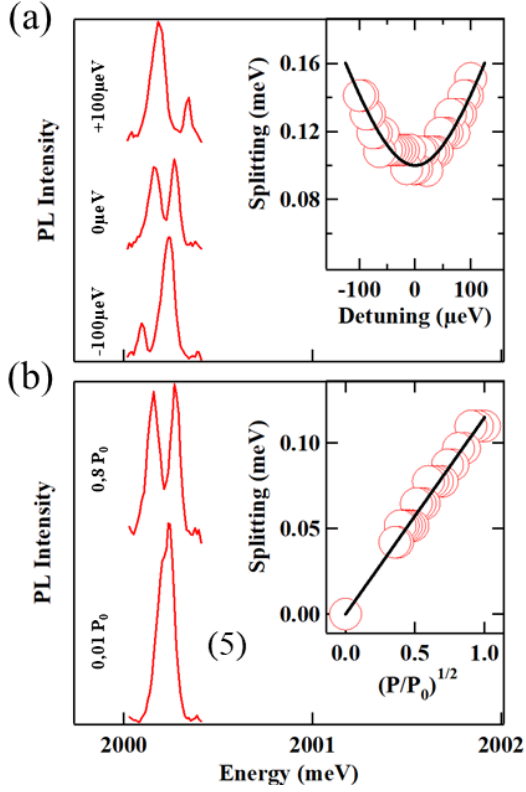 (a)
PL Intensity
+100µeV
0µeV
-100µeV
Splitting (meV)
0.16
0.12
0.08
-100 0 100
Detuning (µeV)
(b)
PL Intensity
0,8 P0
0,01 P0
(5)
Splitting (meV)
0.10
0.05
0.00
0.0 0.5 1.0
(P/P0)1/2
2000 2001 2002
Energy (meV)